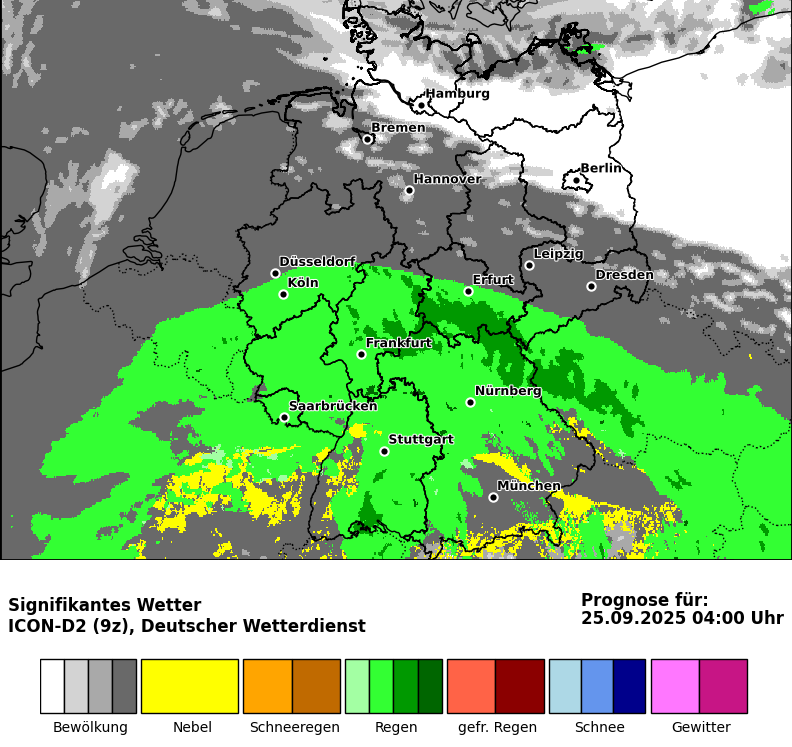 Hamburg
Bremen
Berlin
Hannover
Leipzig
Düsseldorf
Dresden
Köln
Erfurt
Frankfurt
Nürnberg
Saarbrücken
Stuttgart
München
Signifikantes Wetter
ICON-D2 (9z), Deutscher Wetterdienst
Prognose für:
25.09.2025 04:00 Uhr
Bewölkung Nebel Schneeregen Regen gefr. Regen Schnee Gewitter